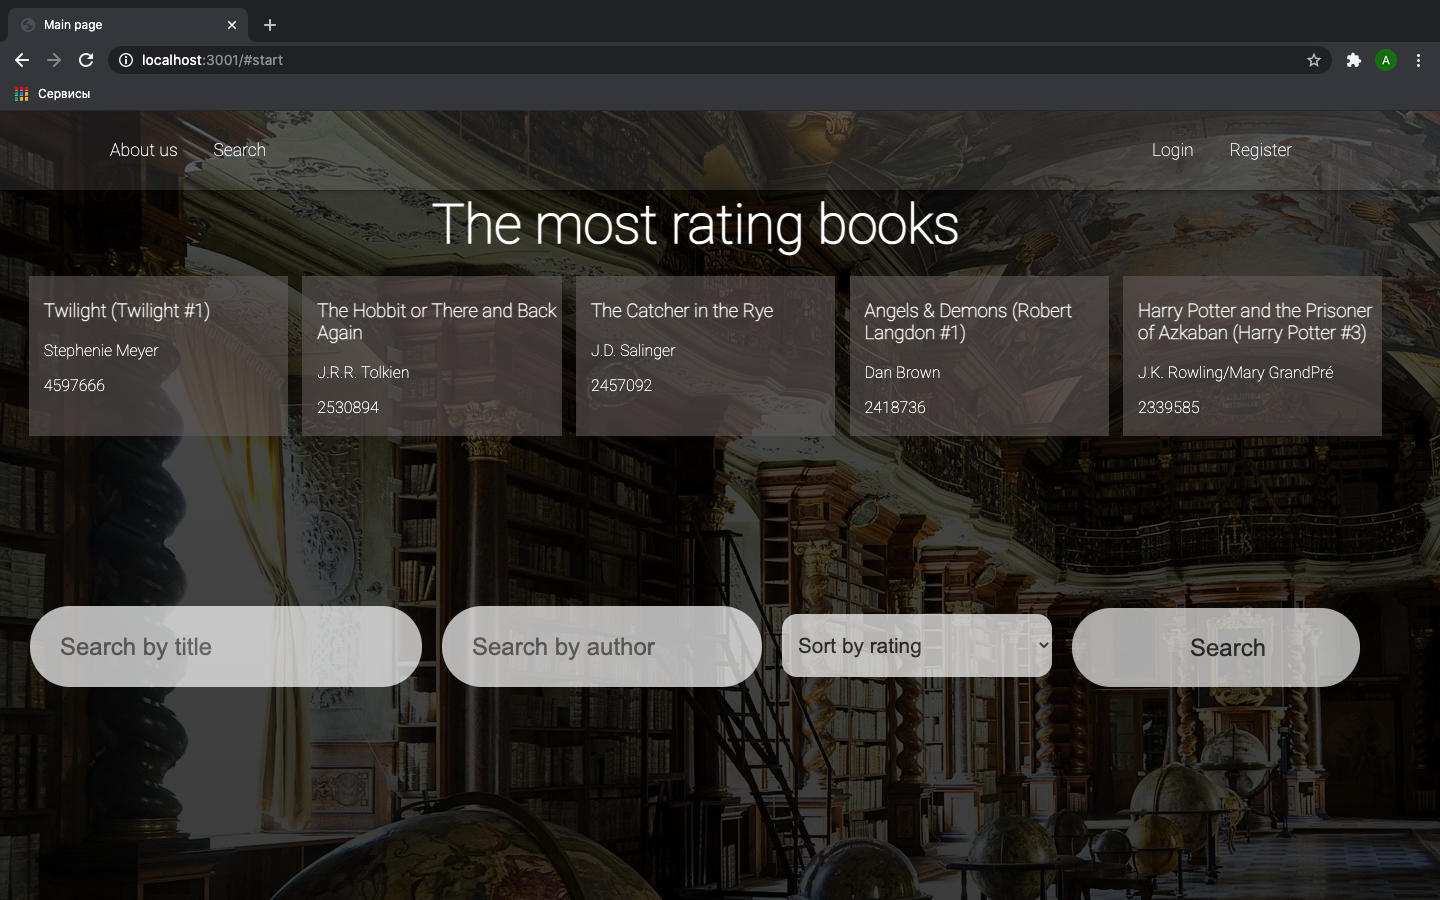 Main page
localhost:3001/#start
A
Сервисы
About us
Search
Login
Register
The most rating books
Twilight (Twilight #1)
Stephenie Meyer
4597666
The Hobbit or There and Back
Again
J.R.R. Tolkien
2530894
The Catcher in the Rye
J.D. Salinger
2457092
Angels & Demons (Robert
Langdon #1)
Dan Brown
2418736
Harry Potter and the Prisoner
of Azkaban (Harry Potter #3)
J.K. Rowling/Mary GrandPré
2339585
Search by title
Search by author
Sort by rating
Search